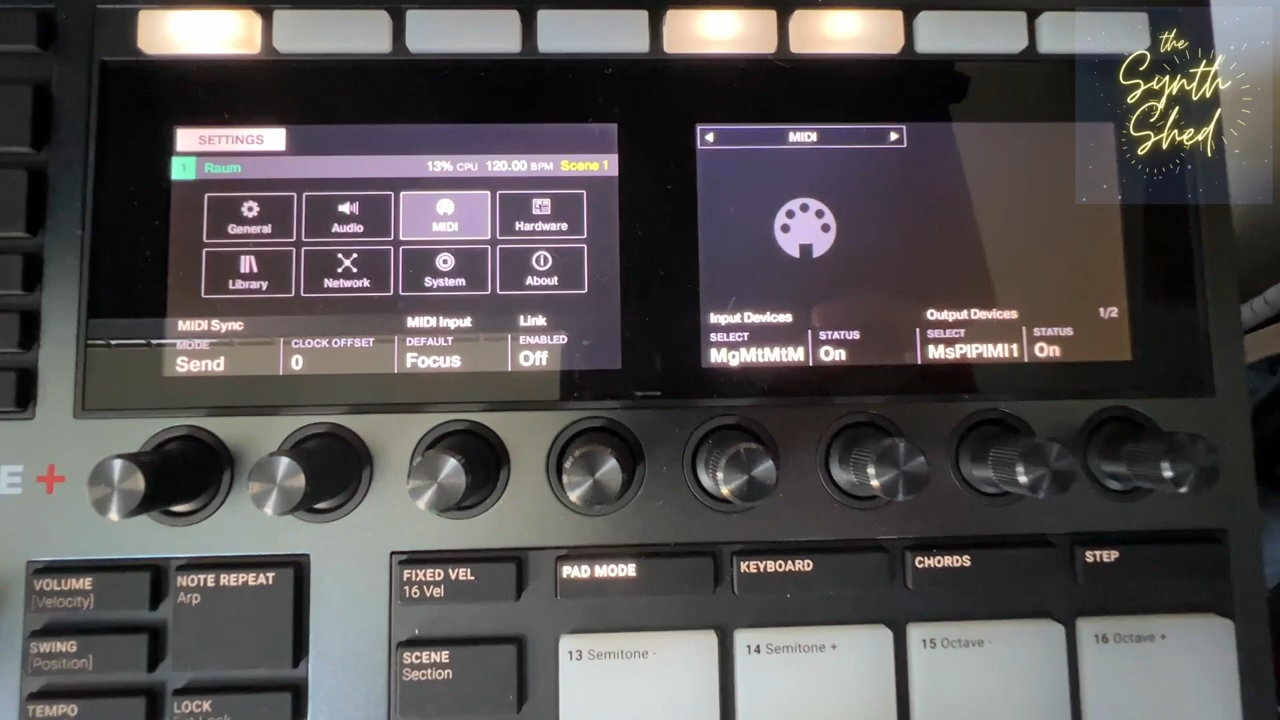 the
Synth
Shed
SETTINGS
1 Raum 13% CPU 120.00 BPM Scene 1
General Audio MIDI Hardware
Library Network System About
MIDI Sync MIDI Input Link
MODE CLOCK OFFSET DEFAULT ENABLED
Send 0 Focus Off
MIDI
Input Devices Output Devices 1/2
SELECT STATUS SELECT STATUS
MgMtMtM On MsPIPIMI1 On
E +
VOLUME
[Velocity]
NOTE REPEAT
Arp
SWING
[Position]
TEMPO
LOCK
FIXED VEL
16 Vel
PAD MODE
KEYBOARD
CHORDS
STEP
SCENE
Section
13 Semitone -
14 Semitone +
15 Octave -
16 Octave +